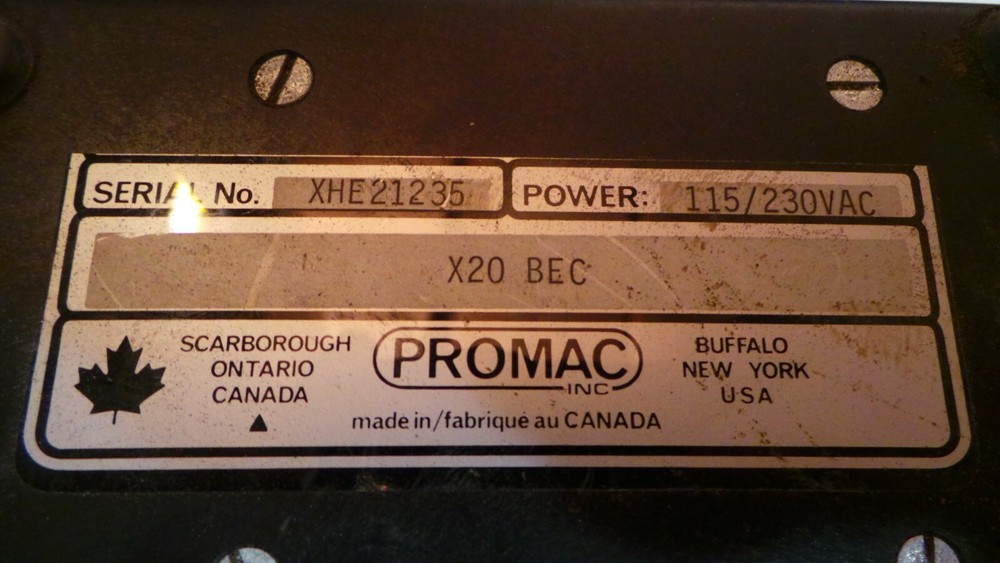 SERIAL No. XHE21235 POWER: 115/230VAC
X20 BEC
SCARBOROUGH
ONTARIO
CANADA
PROMAC
INC
made in/fabriqué au CANADA
BUFFALO
NEW YORK
USA